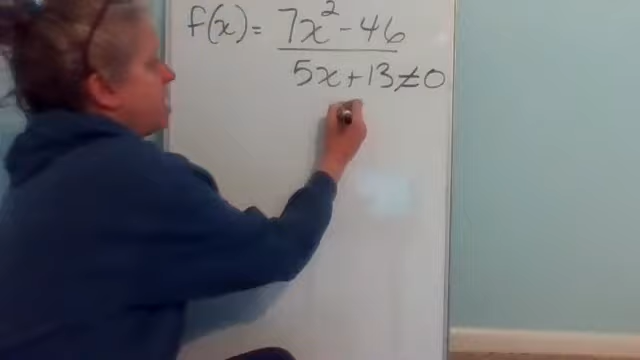 f(x) = 7x² - 46
5x + 13 ≠ 0